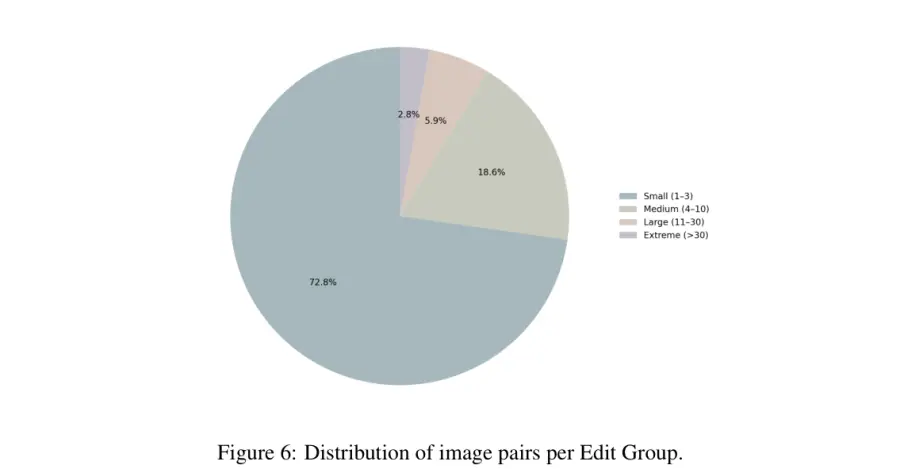 2.8%
5.9%
18.6%
72.8%
Small (1–3)
Medium (4–10)
Large (11–30)
Extreme (>30)
Figure 6: Distribution of image pairs per Edit Group.